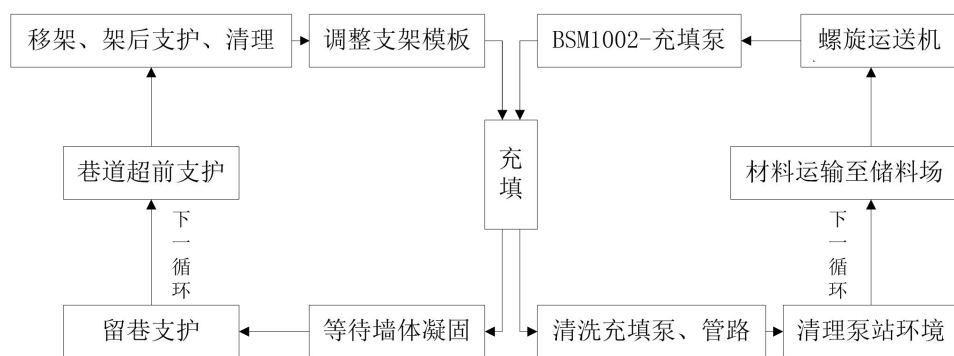 移架、架后支护、清理
调整支架模板
BSM1002-充填泵
螺旋运送机
巷道超前支护
充填
材料运输至储料场
下一循环
下一循环
留巷支护
等待墙体凝固
清洗充填泵、管路
清理泵站环境